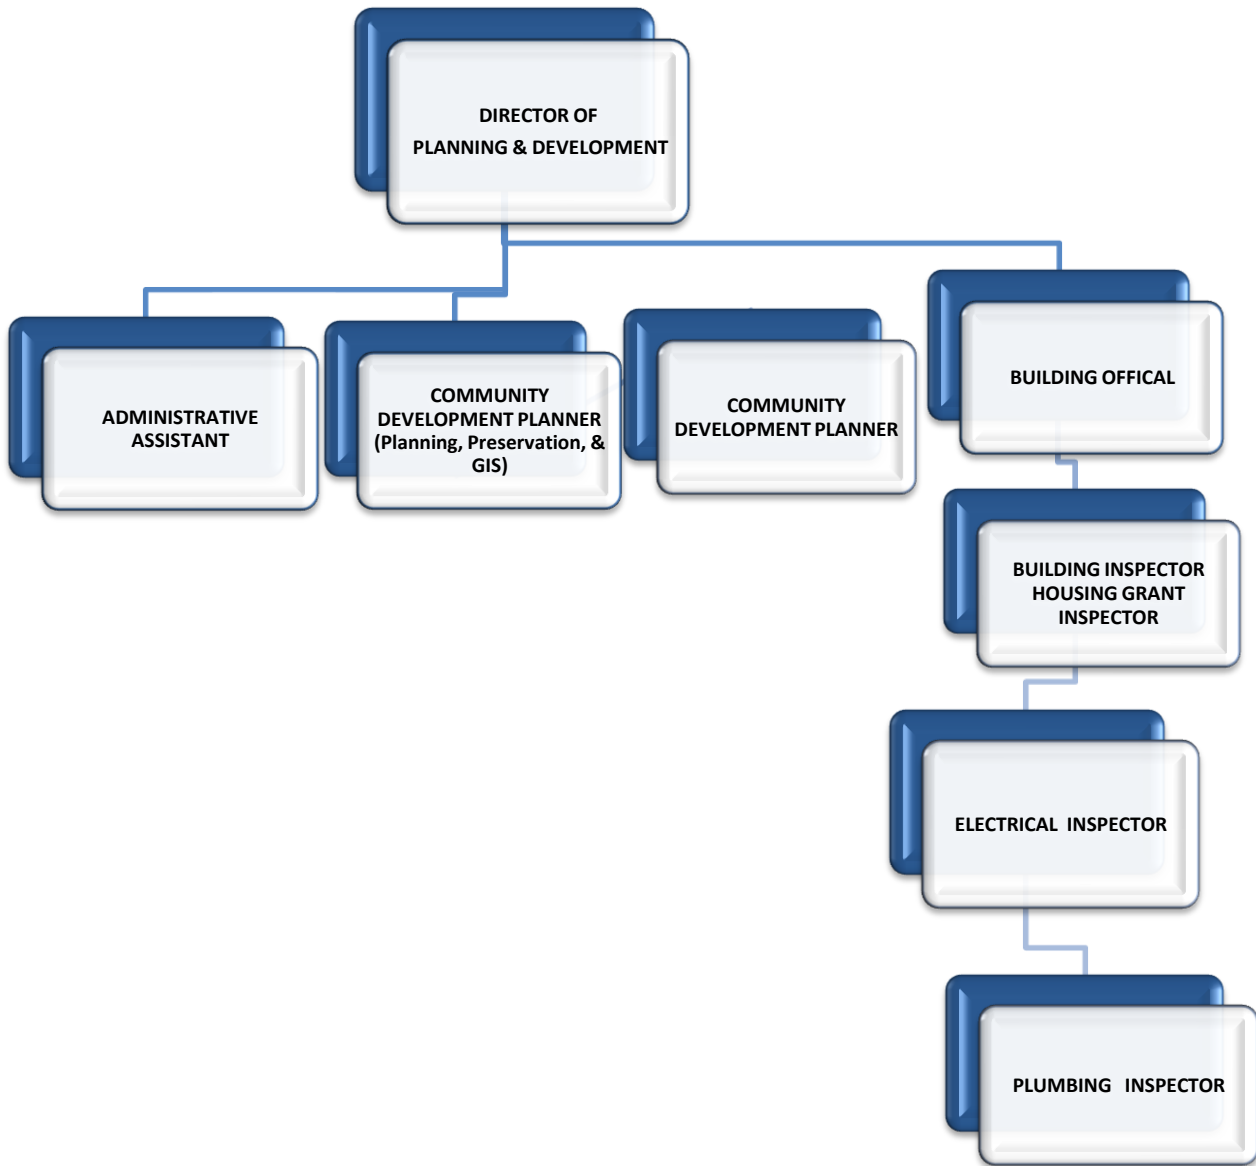 DIRECTOR OF
PLANNING & DEVELOPMENT
ADMINISTRATIVE
ASSISTANT
COMMUNITY
DEVELOPMENT PLANNER
(Planning, Preservation, &
GIS)
COMMUNITY
DEVELOPMENT PLANNER
BUILDING OFFICAL
BUILDING INSPECTOR
HOUSING GRANT
INSPECTOR
ELECTRICAL INSPECTOR
PLUMBING INSPECTOR